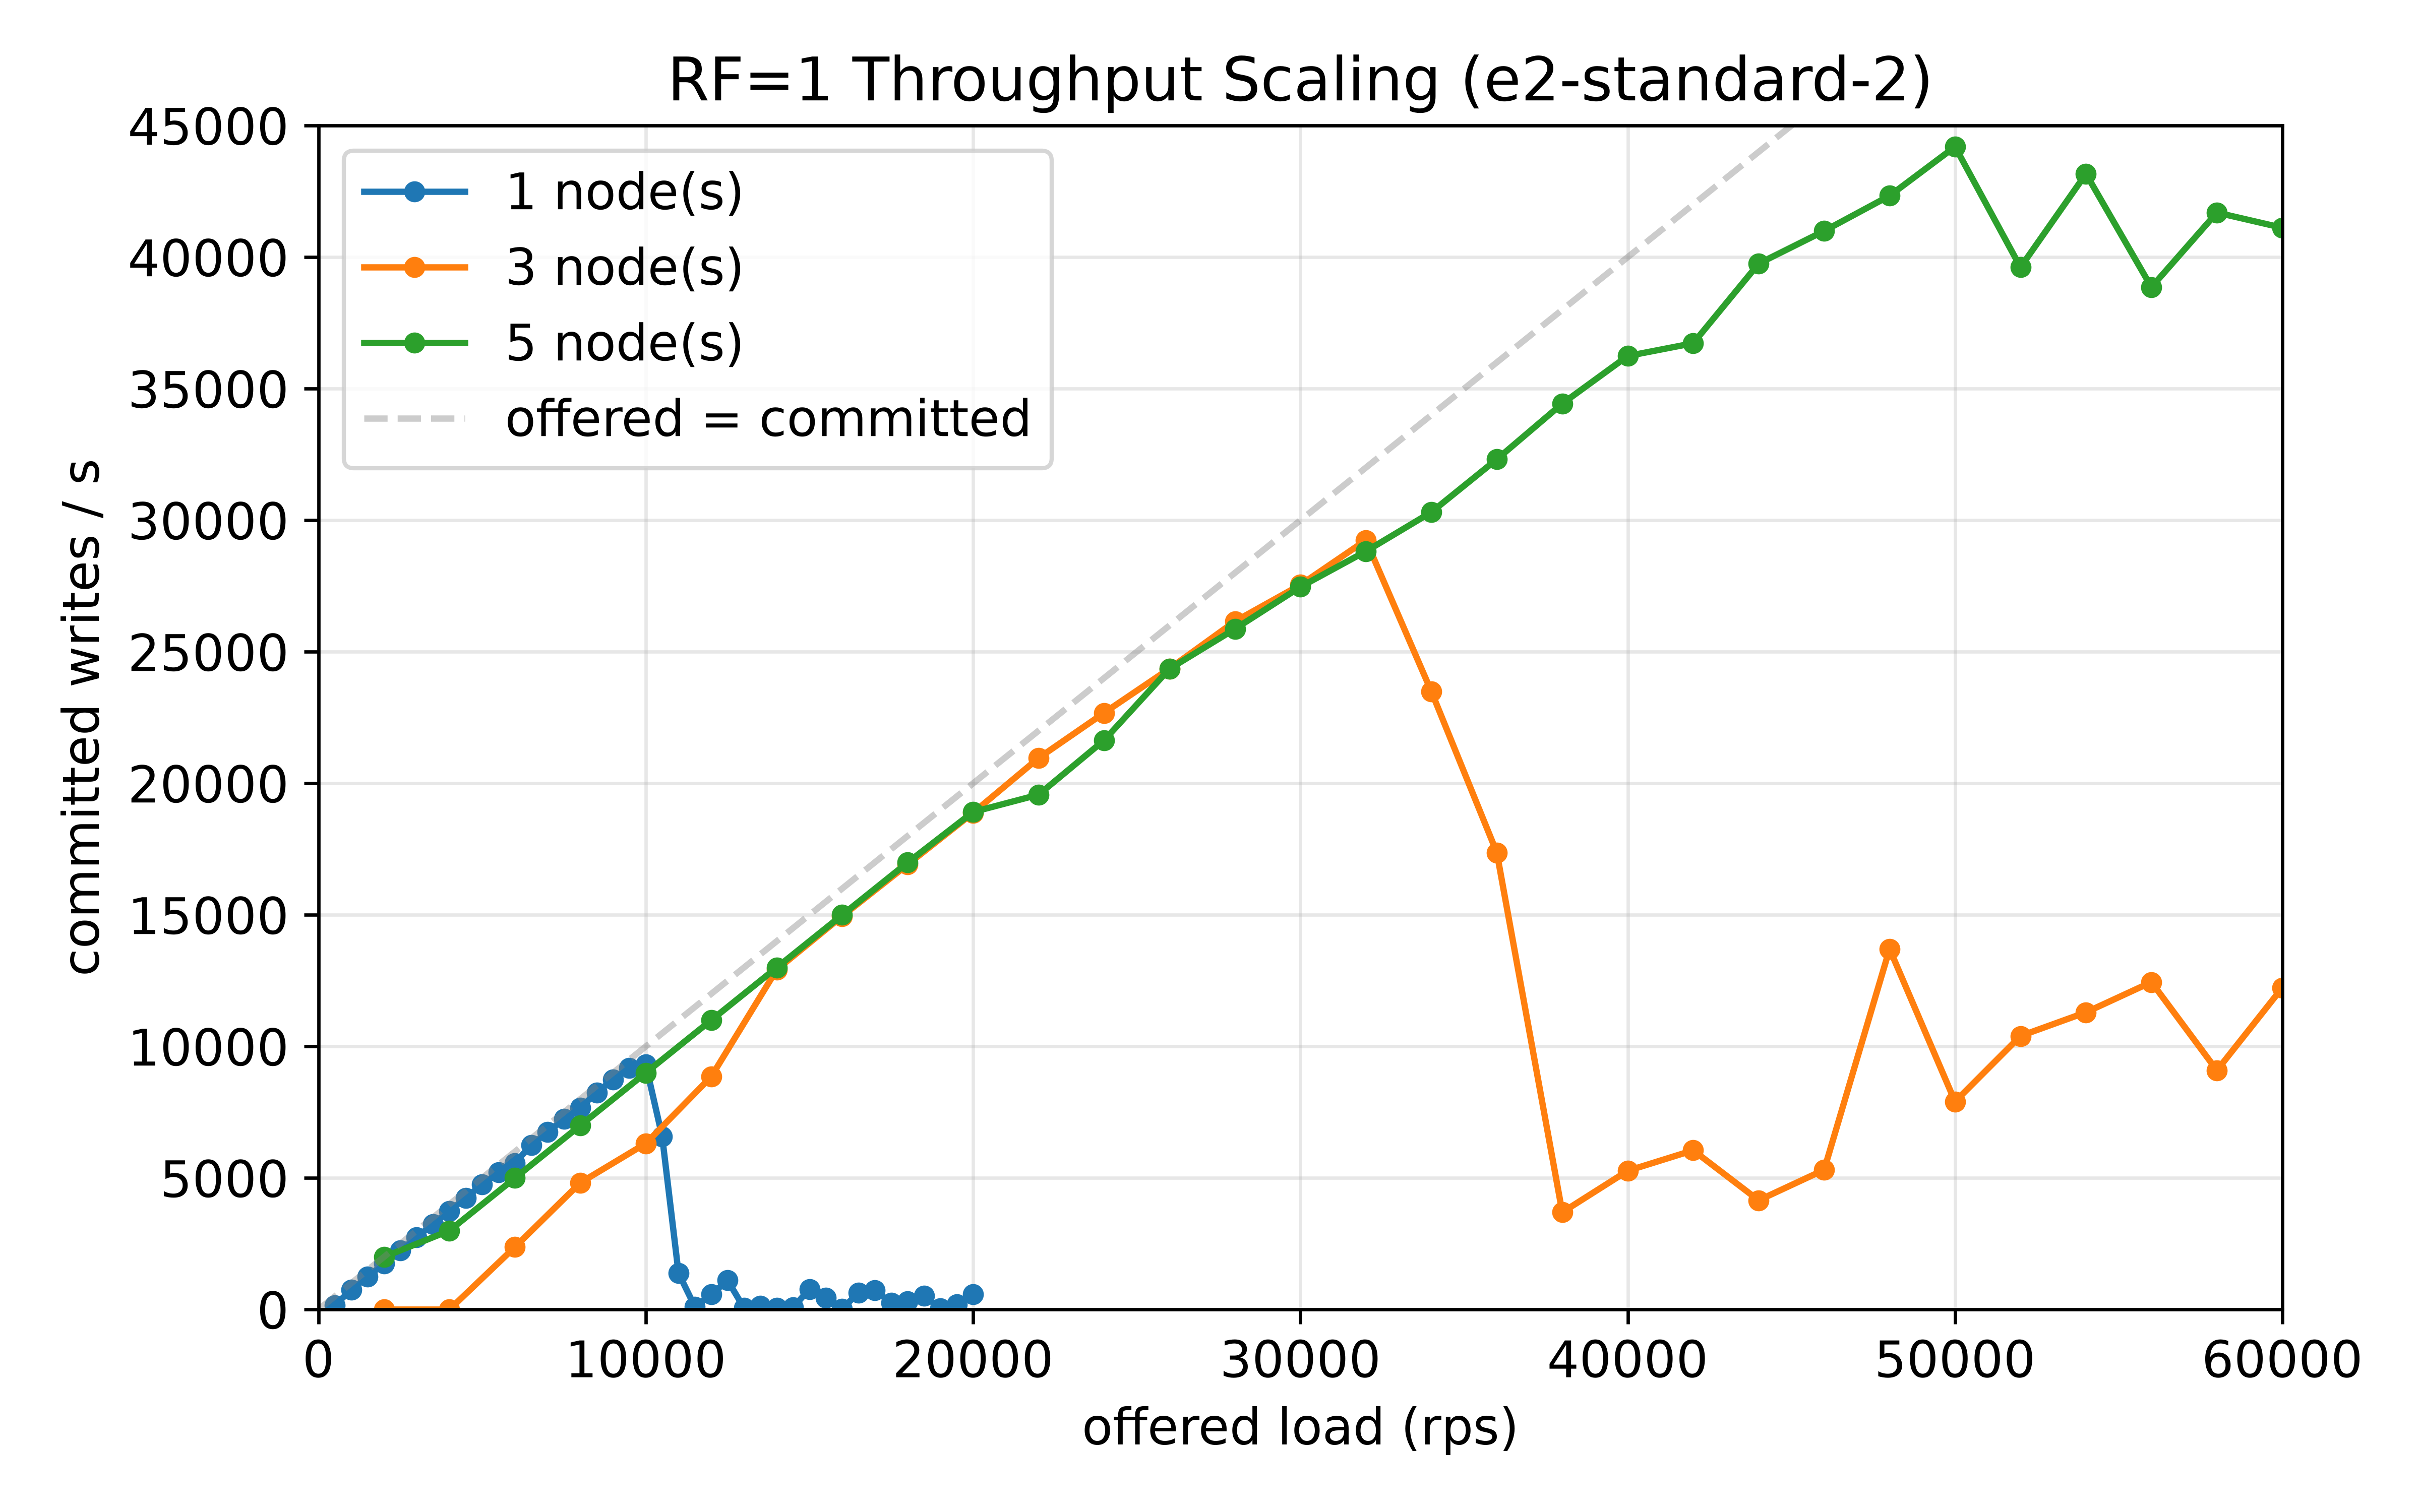 RF=1 Throughput Scaling (e2-standard-2)
45000
40000
35000
30000
25000
20000
15000
10000
5000
0
committed writes / s
1 node(s)
3 node(s)
5 node(s)
offered = committed
0 10000 20000 30000 40000 50000 60000
offered load (rps)